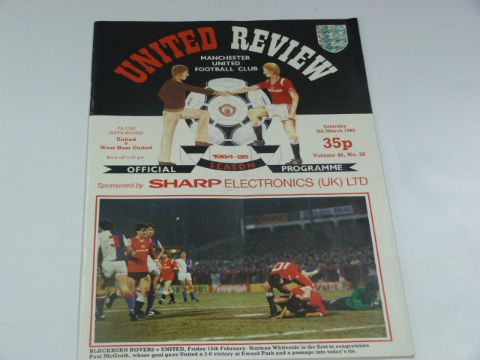 UNITED REVIEW
MANCHESTER
UNITED
FOOTBALL CLUB
F.A. CUP
SIXTH ROUND
United
v
West Ham United
Kick-off 3.00 pm
Saturday
9th March 1985
35p
Volume 46, No. 26
SHARP
1984-85
SEASON
OFFICIAL
PROGRAMME
Sponsored by SHARP ELECTRONICS (UK) LTD
BLACKBURN ROVERS v UNITED, Friday 15th February. Norman Whiteside is the first to congratulate
Paul McGrath, whose goal gave United a 2-0 victory at Ewood Park and a passage into today's tie.